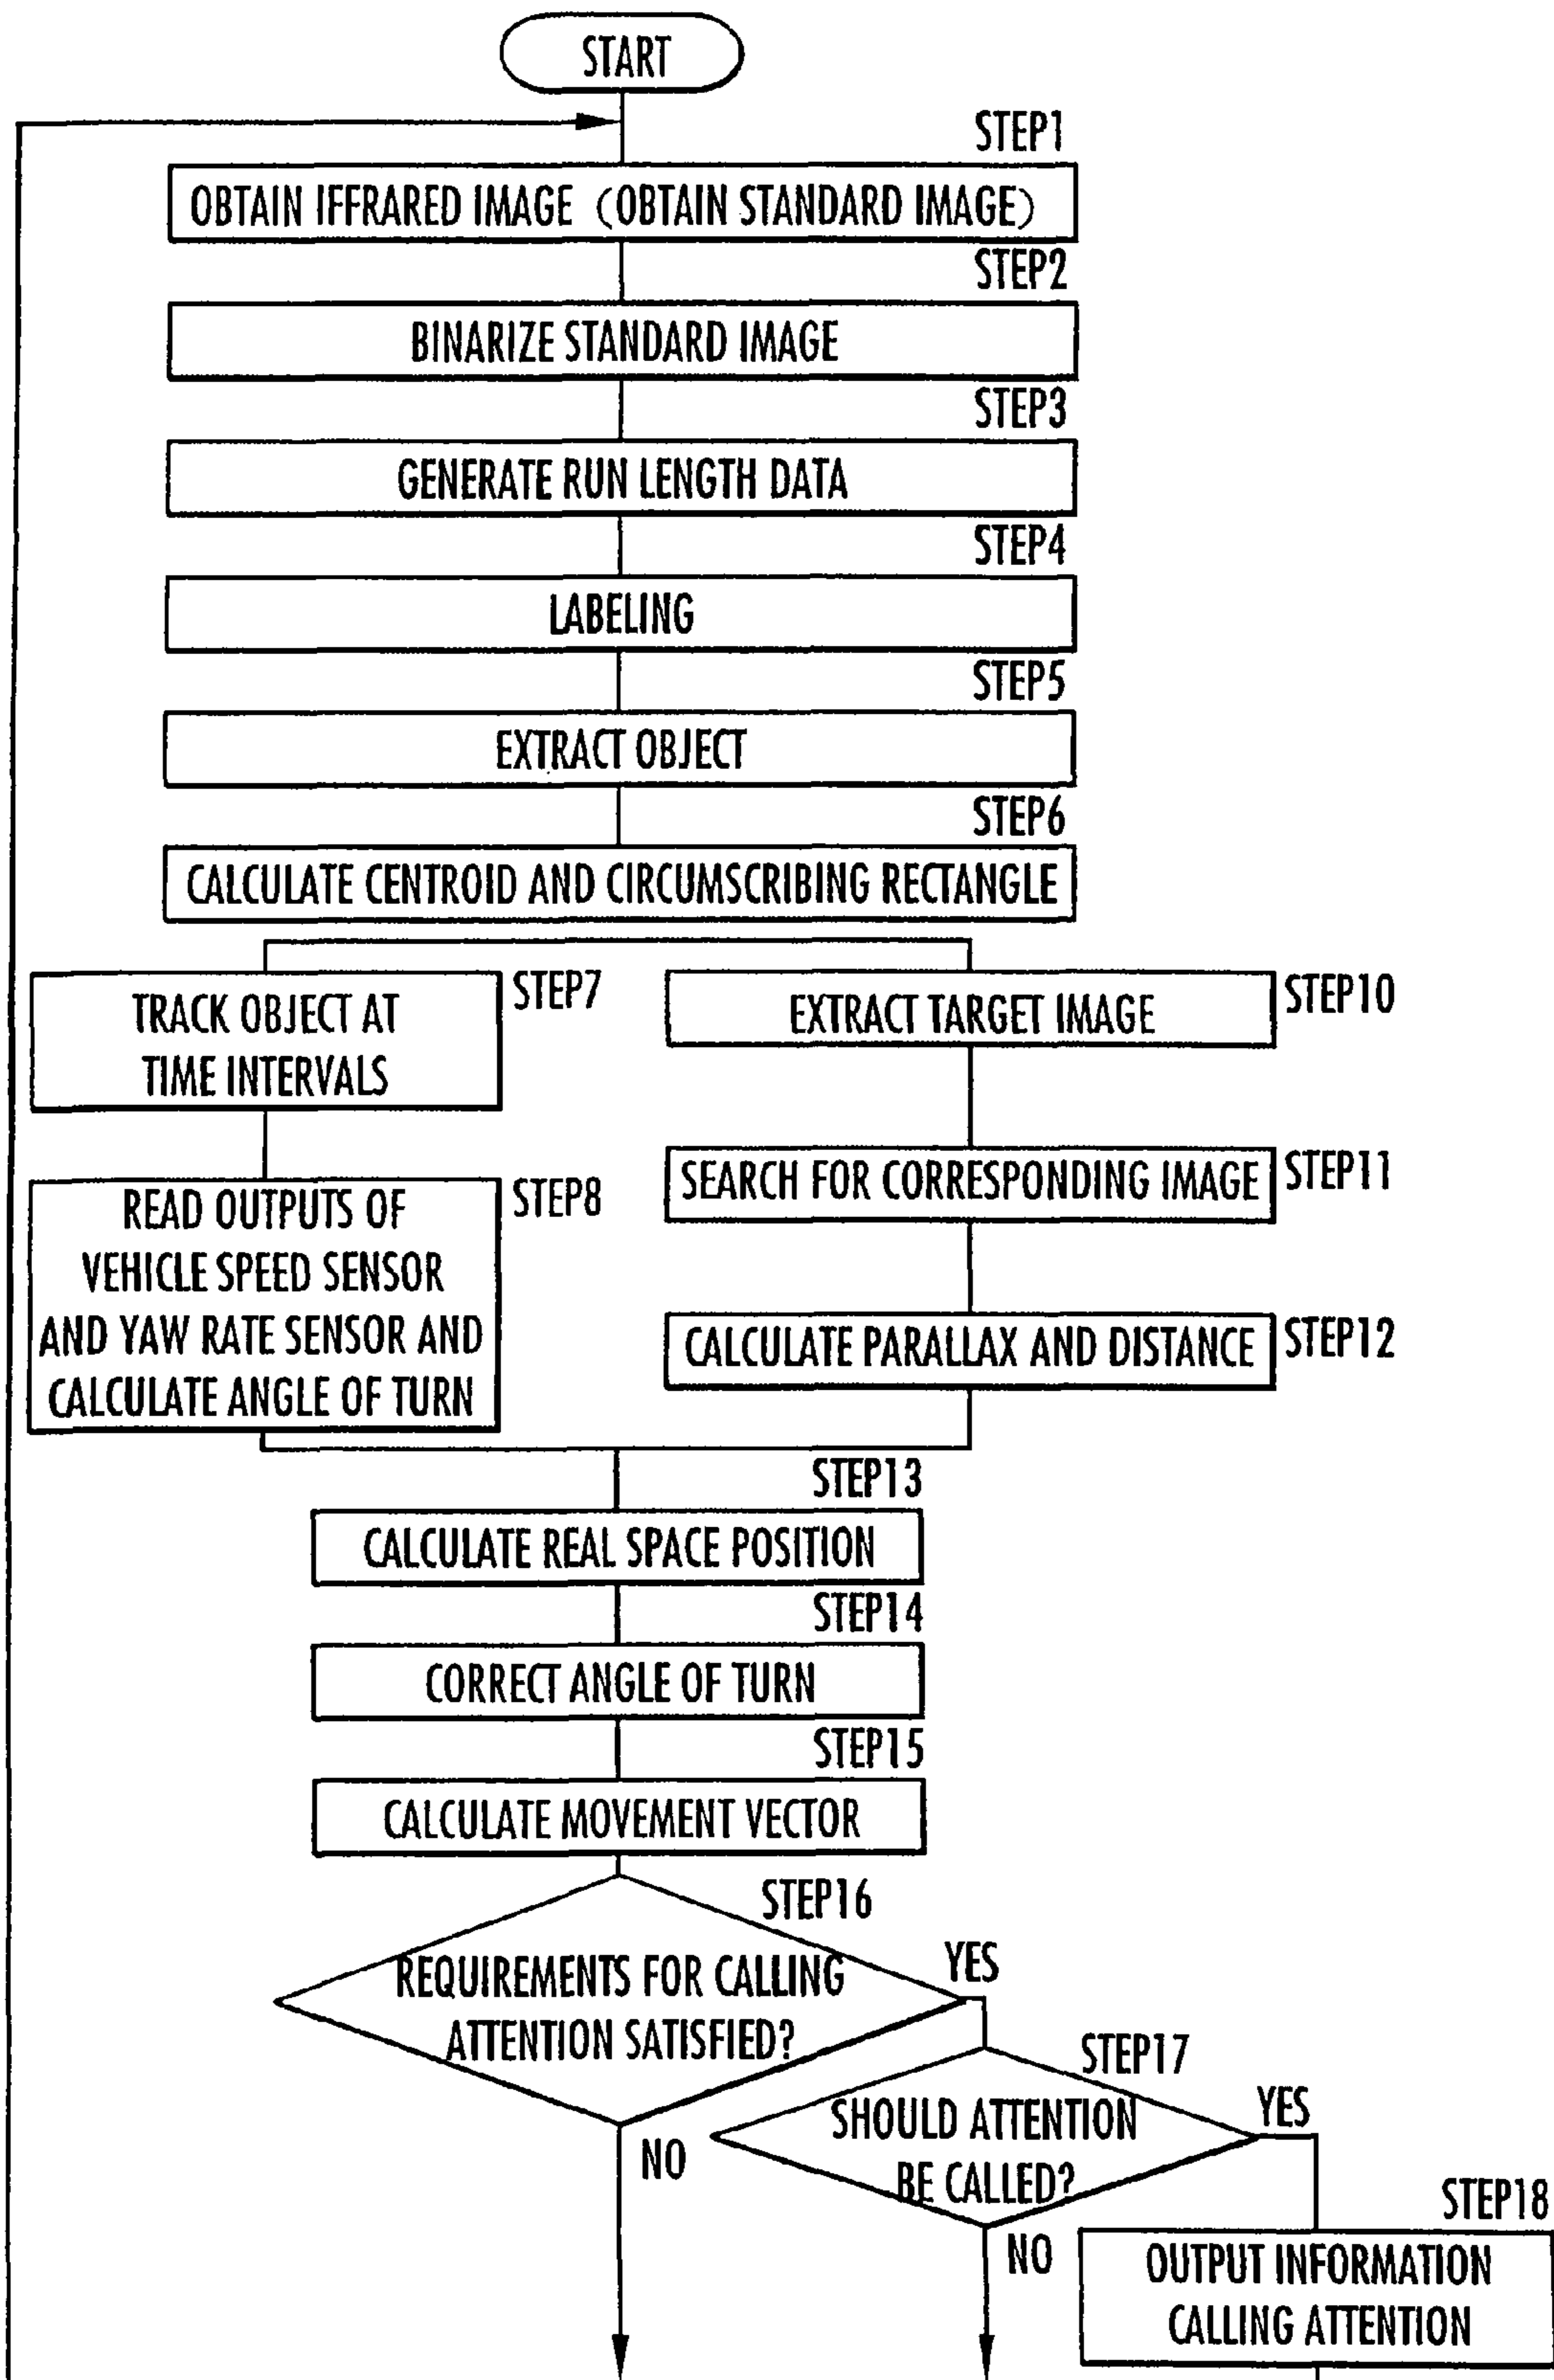 START
STEP1
OBTAIN IFFRARED IMAGE (OBTAIN STANDARD IMAGE)
STEP2
BINARIZE STANDARD IMAGE
STEP3
GENERATE RUN LENGTH DATA
STEP4
LABELING
STEP5
EXTRACT OBJECT
STEP6
CALCULATE CENTROID AND CIRCUMSCRIBING RECTANGLE
STEP7
TRACK OBJECT AT
TIME INTERVALS
STEP8
READ OUTPUTS OF
VEHICLE SPEED SENSOR
AND YAW RATE SENSOR AND
CALCULATE ANGLE OF TURN
EXTRACT TARGET IMAGE
STEP10
SEARCH FOR CORRESPONDING IMAGE
STEP11
CALCULATE PARALLAX AND DISTANCE
STEP12
STEP13
CALCULATE REAL SPACE POSITION
STEP14
CORRECT ANGLE OF TURN
STEP15
CALCULATE MOVEMENT VECTOR
STEP16
REQUIREMENTS FOR CALLING
ATTENTION SATISFIED?
YES
NO
STEP17
SHOULD ATTENTION
BE CALLED?
YES
NO
STEP18
OUTPUT INFORMATION
CALLING ATTENTION